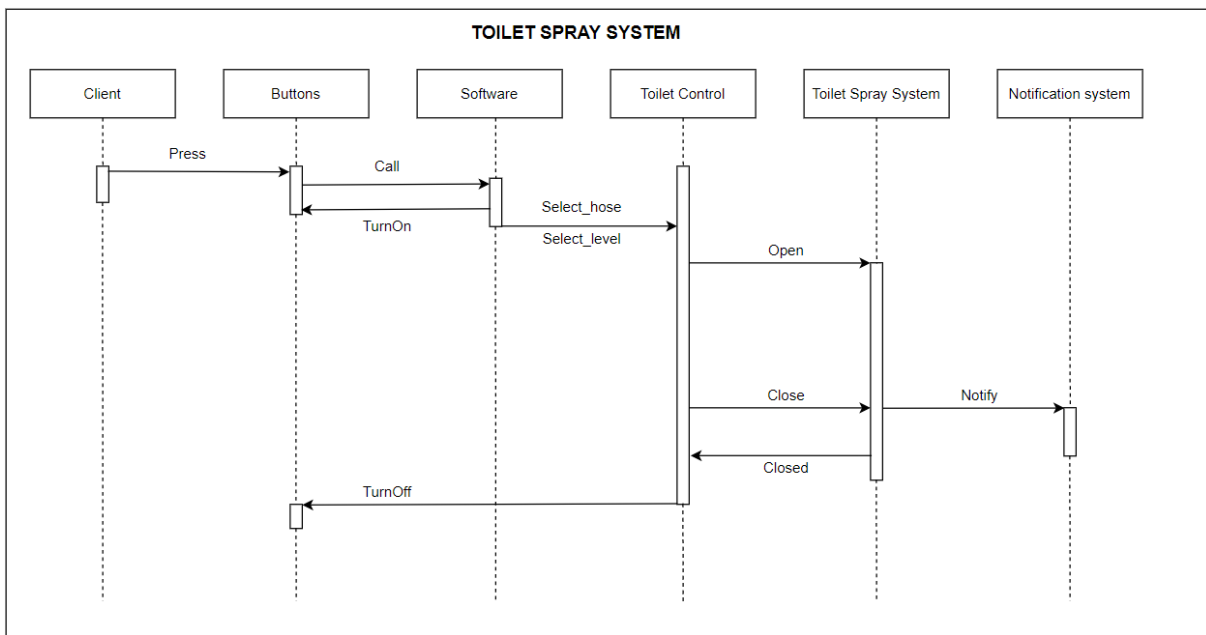 TOILET SPRAY SYSTEM
Client
Buttons
Software
Toilet Control
Toilet Spray System
Notification system
Press
Call
TurnOn
Select_hose
Select_level
Open
Close
Notify
Closed
TurnOff